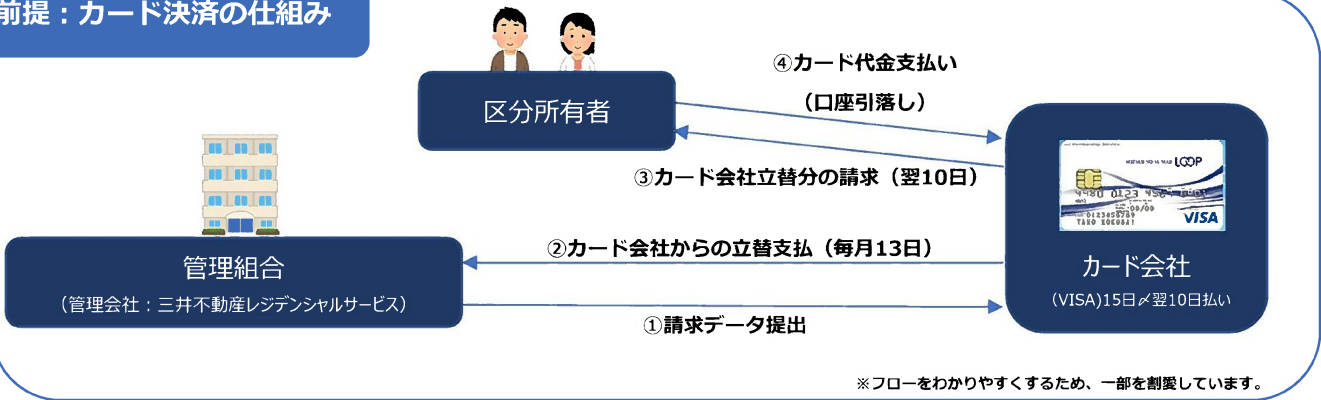 前提：カード決済の仕組み
④カード代金支払い
（口座引落し）
区分所有者
③カード会社立替分の請求（翌10日）
LOOP
VISA
②カード会社からの立替支払（毎月13日）
管理組合
（管理会社：三井不動産レジデンシャルサービス）
カード会社
(VISA)15日〆翌10日払い
①請求データ提出
※フローをわかりやすくするため、一部を割愛しています。